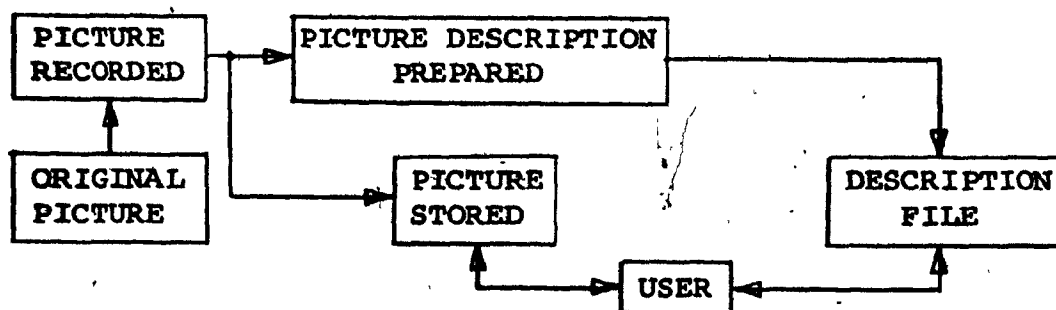 PICTURE
RECORDED
PICTURE DESCRIPTION
PREPARED
ORIGINAL
PICTURE
PICTURE
STORED
DESCRIPTION
FILE
USER